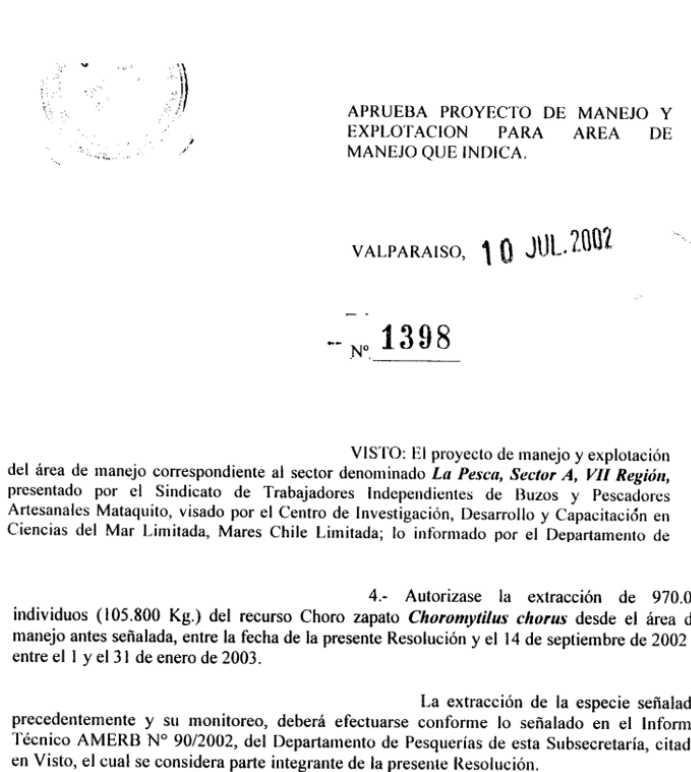 APRUEBA PROYECTO DE MANEJO Y
EXPLOTACION PARA AREA DE
MANEJO QUE INDICA.
VALPARAISO, 10 JUL. 2002
Nº 1398
VISTO: El proyecto de manejo y explotación
del área de manejo correspondiente al sector denominado La Pesca, Sector A, VII Región,
presentado por el Sindicato de Trabajadores Independientes de Buzos y Pescadores
Artesanales Mataquito, visado por el Centro de Investigación, Desarrollo y Capacitación en
Ciencias del Mar Limitada, Mares Chile Limitada; lo informado por el Departamento de
4.- Autorizase la extracción de 970.0
individuos (105.800 Kg.) del recurso Choro zapato Choromytilus chorus desde el área d
manejo antes señalada, entre la fecha de la presente Resolución y el 14 de septiembre de 2002
entre el 1 y el 31 de enero de 2003.
La extracción de la especie señalad
precedentemente y su monitoreo, deberá efectuarse conforme lo señalado en el Inform
Técnico AMERB Nº 90/2002, del Departamento de Pesquerías de esta Subsecretaría, citad
en Visto, el cual se considera parte integrante de la presente Resolución.